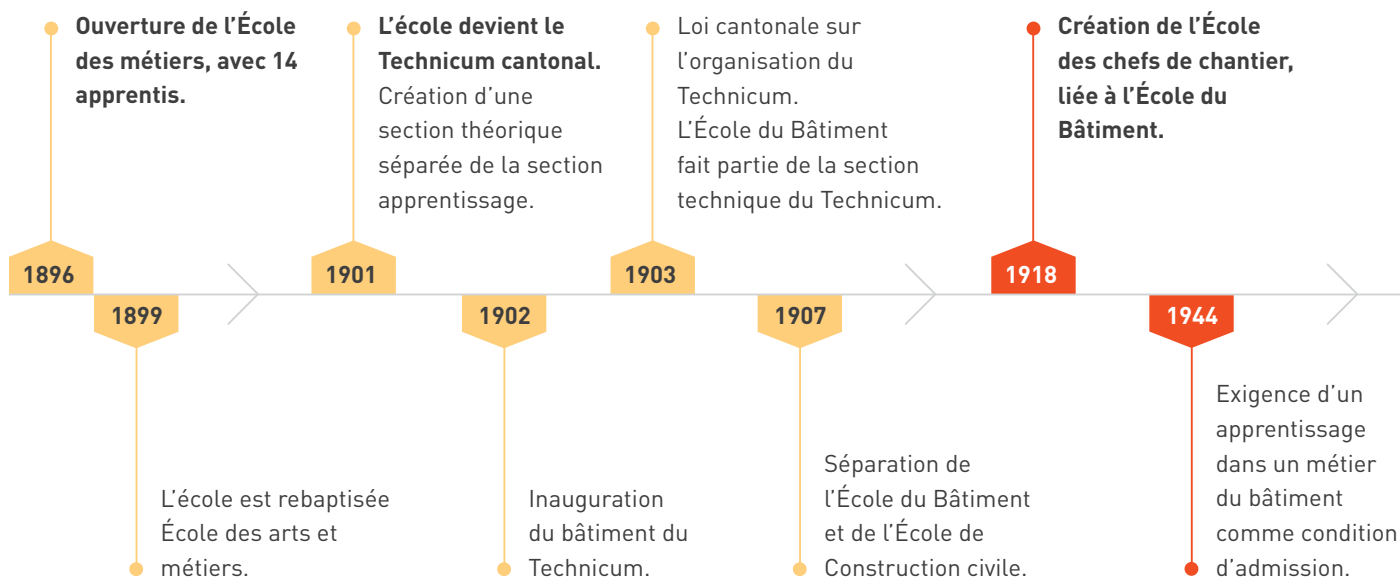 Ouverture de l’École
des métiers, avec 14
apprentis.
1896
1899
L’école est rebaptisée
École des arts et
métiers.
L’école devient le
Technicum cantonal.
Création d’une
section théorique
séparée de la section
apprentissage.
1901
1902
Inauguration
du bâtiment du
Technicum.
Loi cantonale sur
l’organisation du
Technicum.
L’École du Bâtiment
fait partie de la section
technique du Technicum.
1903
1907
Séparation de
l’École du Bâtiment
et de l’École de
Construction civile.
Création de l’École
des chefs de chantier,
liée à l’École du
Bâtiment.
1918
1944
Exigence d’un
apprentissage
dans un métier
du bâtiment
comme condition
d’admission.